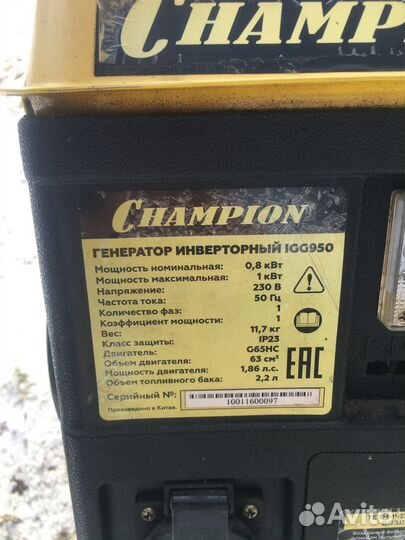 CHAMPI
CHAMPION
ГЕНЕРАТОР ИНВЕРТОРНЫЙ IGG950
Мощность номинальная: 0,8 кВт
Мощность максимальная: 1 кВт
Напряжение: 230 В
Частота тока: 50 Гц
Количество фаз: 1
Коэффициент мощности: 1
Вес: 11,7 кг
Класс защиты: IP23
Двигатель: G65HC
Объем двигателя: 63 см³
Мощность двигателя: 1,86 л.с.
Объем топливного бака: 2,2 л
EAC
Серийный №: 10011600097
Произведено в Китае.
Avito